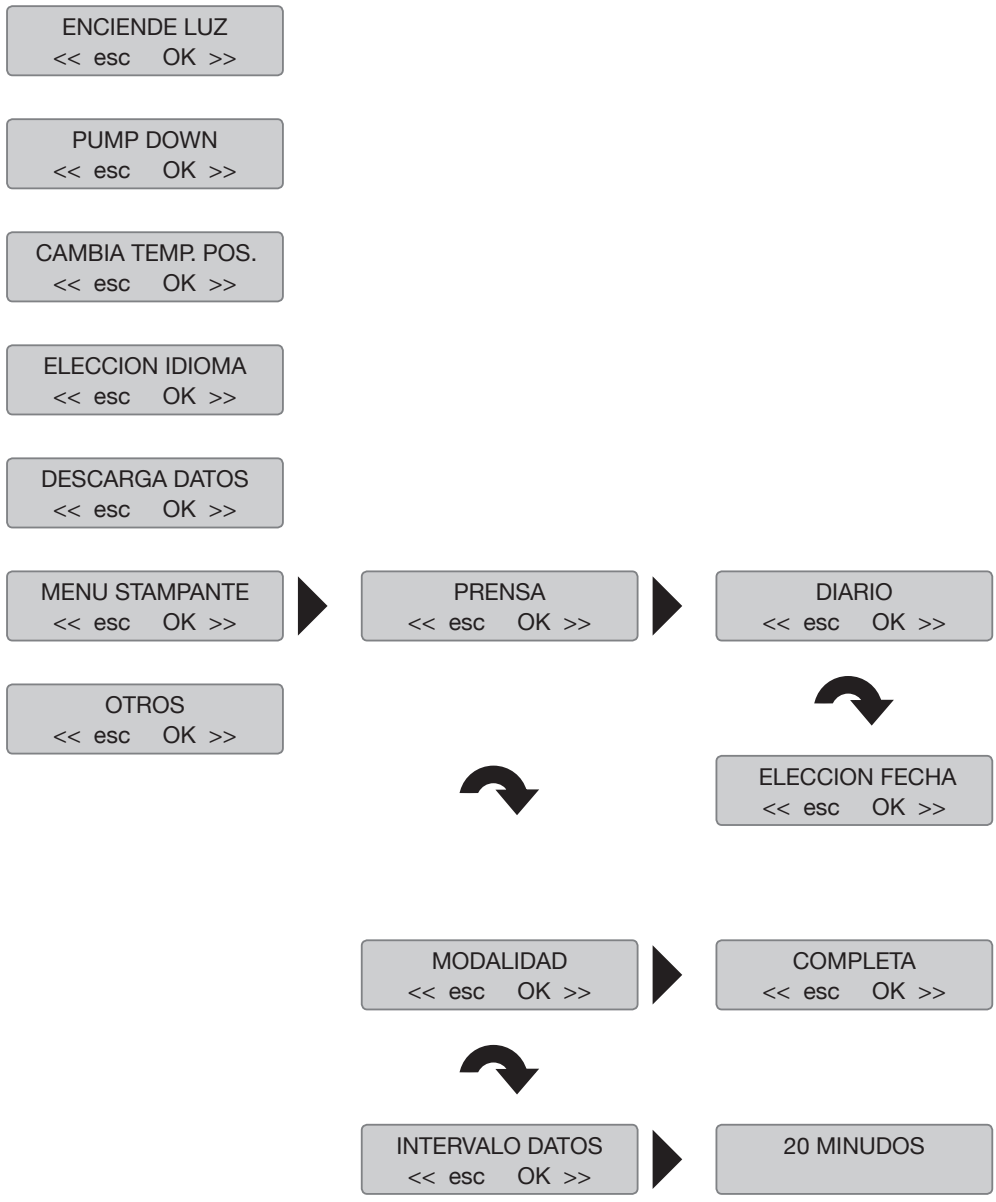 ENCIENDE LUZ
<< esc OK >>
PUMP DOWN
<< esc OK >>
CAMBIA TEMP. POS.
<< esc OK >>
ELECCION IDIOMA
<< esc OK >>
DESCARGA DATOS
<< esc OK >>
MENU STAMPANTE
<< esc OK >>
PRENSA
<< esc OK >>
DIARIO
<< esc OK >>
OTROS
<< esc OK >>
ELECCION FECHA
<< esc OK >>
MODALIDAD
<< esc OK >>
COMPLETA
<< esc OK >>
INTERVALO DATOS
<< esc OK >>
20 MINUDOS